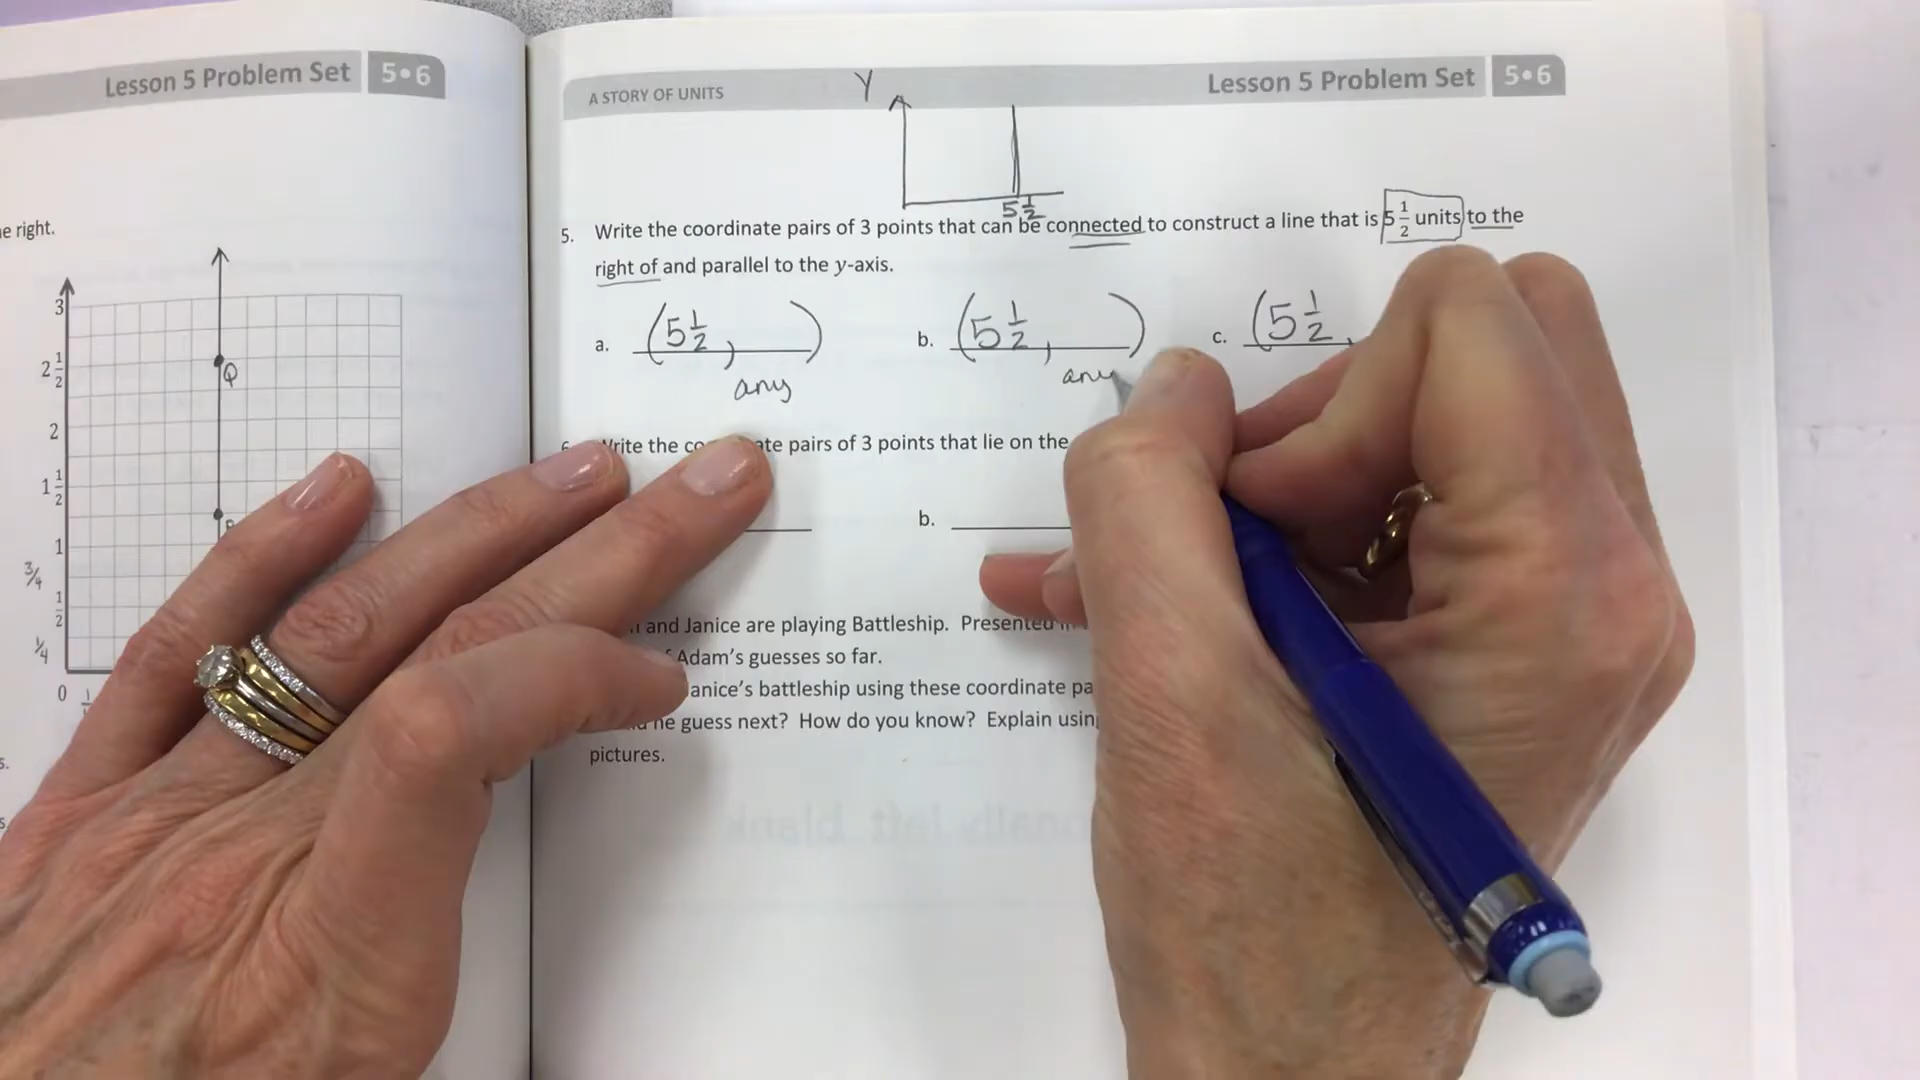 Lesson 5 Problem Set 5•6
e right.
3
2 1/2
Q
2
1 1/2
1
3/4
1/2
1/4
0
A STORY OF UNITS
Lesson 5 Problem Set 5•6
Y
5 1/2
5. Write the coordinate pairs of 3 points that can be connected to construct a line that is 5 1/2 units to the
right of and parallel to the y-axis.
a. (5 1/2, ) b. (5 1/2, ) c. (5 1/2,
any any
rite the co ate pairs of 3 points that lie on the
b.
and Janice are playing Battleship. Presented
Adam's guesses so far.
anice's battleship using these coordinate pa
he guess next? How do you know? Explain usin
pictures.